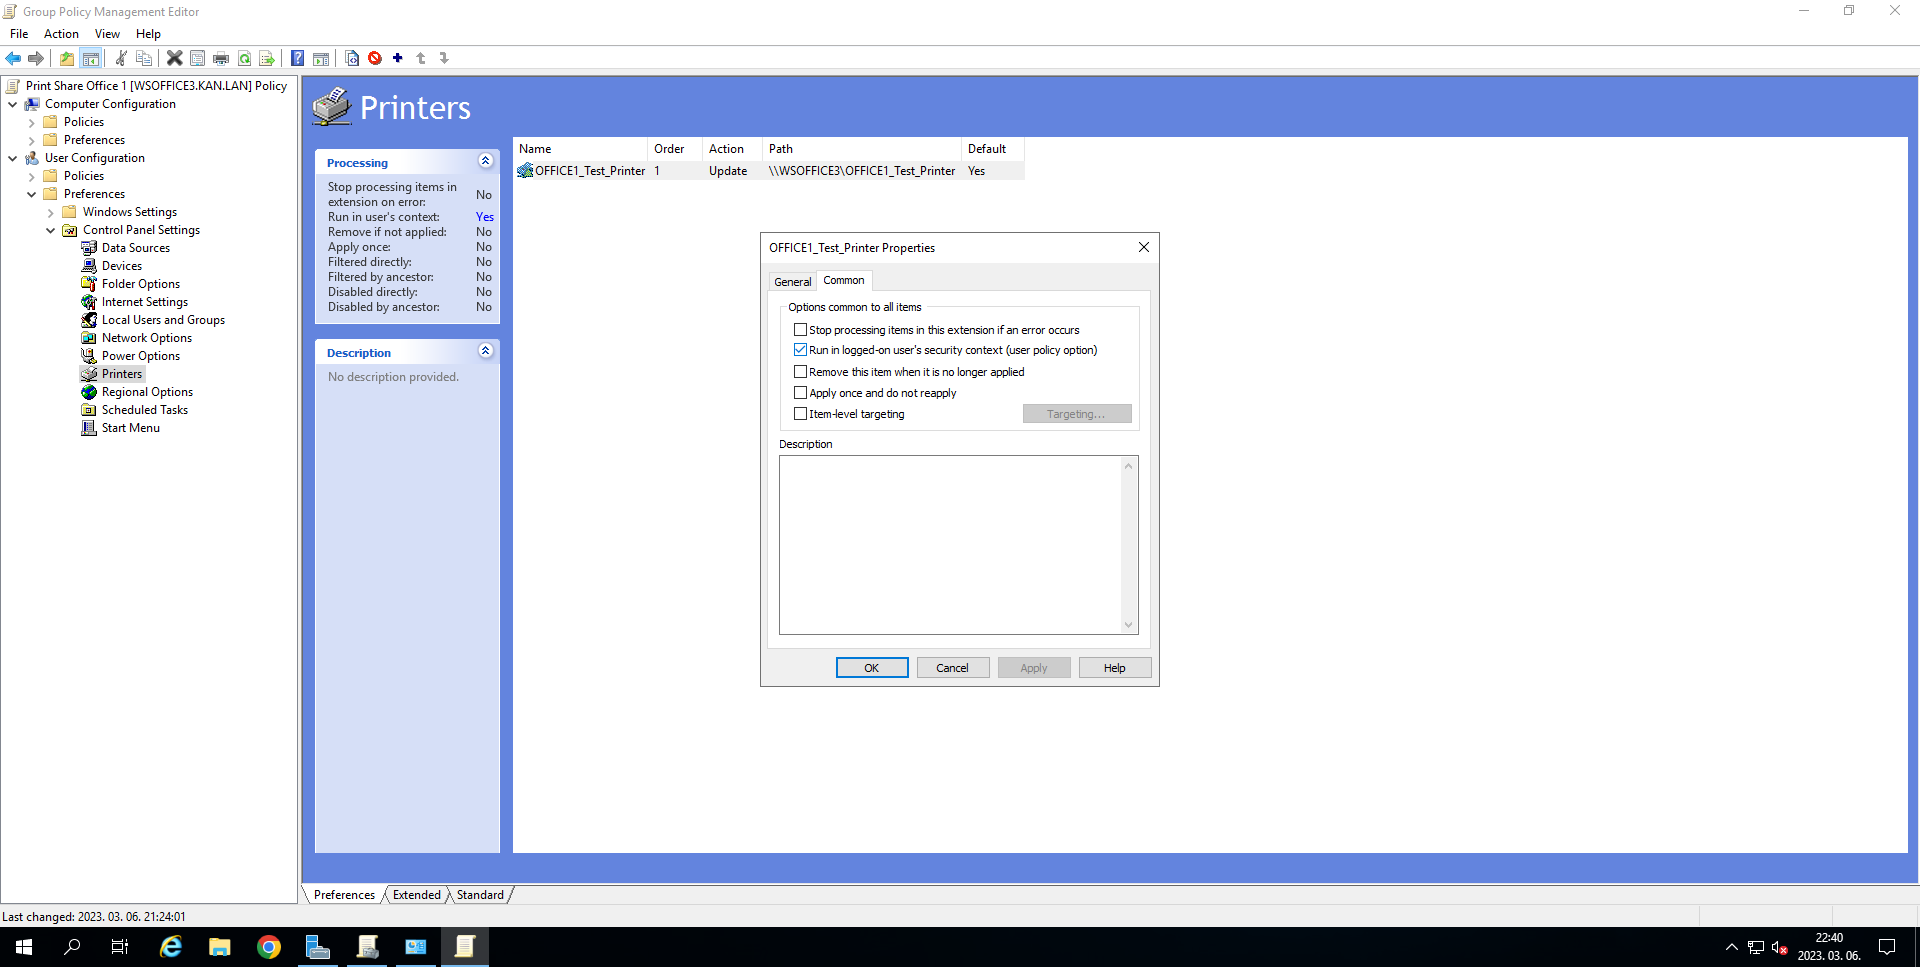 Group Policy Management Editor
File Action View Help
Print Share Office 1 [WSOFFICE3.KAN.LAN] Policy
Computer Configuration
Policies
Preferences
User Configuration
Policies
Preferences
Windows Settings
Control Panel Settings
Data Sources
Devices
Folder Options
Internet Settings
Local Users and Groups
Network Options
Power Options
Printers
Regional Options
Scheduled Tasks
Start Menu
Printers
Processing
Stop processing items in extension on error: No
Run in user's context: Yes
Remove if not applied: No
Apply once: No
Filtered directly: No
Filtered by ancestor: No
Disabled directly: No
Disabled by ancestor: No
Description
No description provided.
Name Order Action Path Default
OFFICE1_Test_Printer 1 Update \\WSOFFICE3\OFFICE1_Test_Printer Yes
OFFICE1_Test_Printer Properties
General Common
Options common to all items
Stop processing items in this extension if an error occurs
Run in logged-on user's security context (user policy option)
Remove this item when it is no longer applied
Apply once and do not reapply
Item-level targeting Targeting...
Description
OK Cancel Apply Help
Preferences Extended Standard
Last changed: 2023. 03. 06. 21:24:01
22:40
2023. 03. 06.